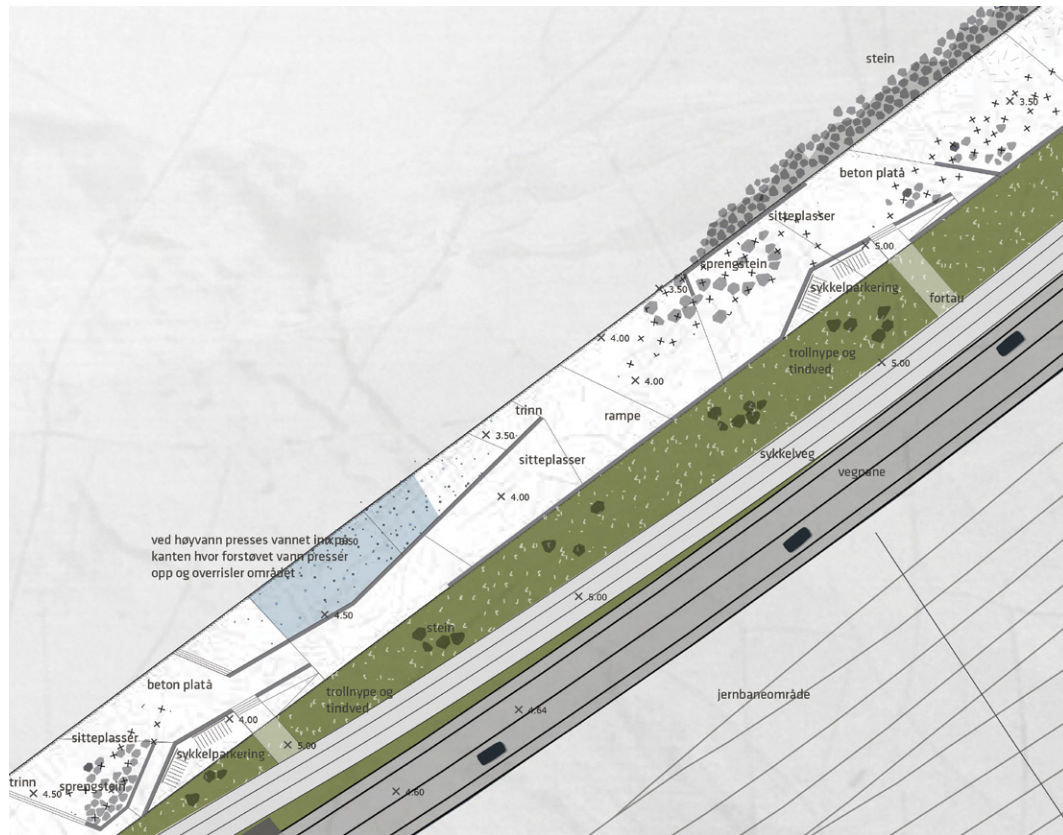 stein
3.50
beton platå
sitteplasser
5.00
sprengstein
sykkelparkering
3.50
fortau
4.00
trollnype og
tindved
5.00
4.00
trinn
rampe
3.50
sitteplasser
sykkelveg
vegbane
4.00
ved høyvann presses vannet inn på
kanten hvor forstøvet vann presser
opp og overrisler området
5.00
4.50
stein
beton platå
trollnype og
tindved
jernbaneområde
4.00
4.64
sitteplasser
5.00
sykkelparkering
trinn
4.50
sprengstein
4.60